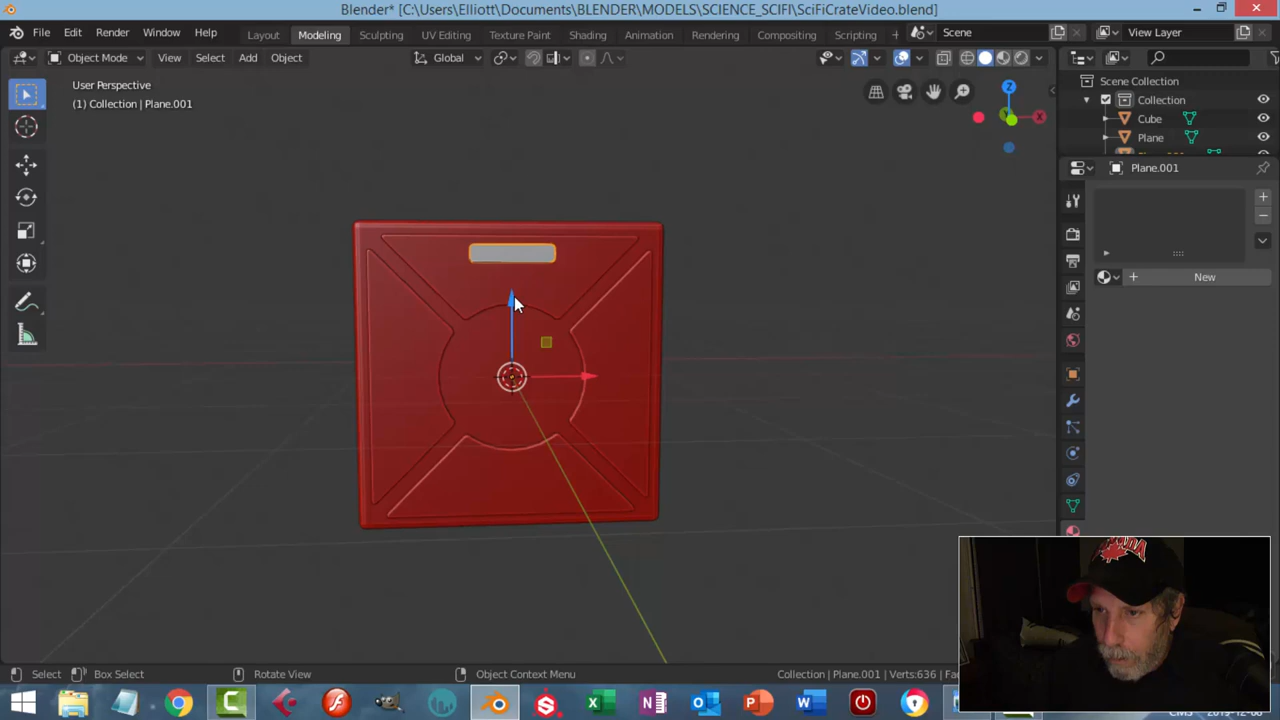 Blender* [C:\Users\Elliott\Documents\BLENDER\MODELS\SCIENCE_SCIFI\SciFiCrateVideo.blend]
File Edit Render Window Help Layout Modeling Sculpting UV Editing Texture Paint Shading Animation Rendering Compositing Scripting + Scene View Layer
Object Mode View Select Add Object Global
User Perspective
(1) Collection | Plane.001
Z
X
Scene Collection
Collection
Cube
Plane
Plane.001
New
Select Box Select Rotate View Object Context Menu Collection | Plane.001 | Verts:636 | Fa